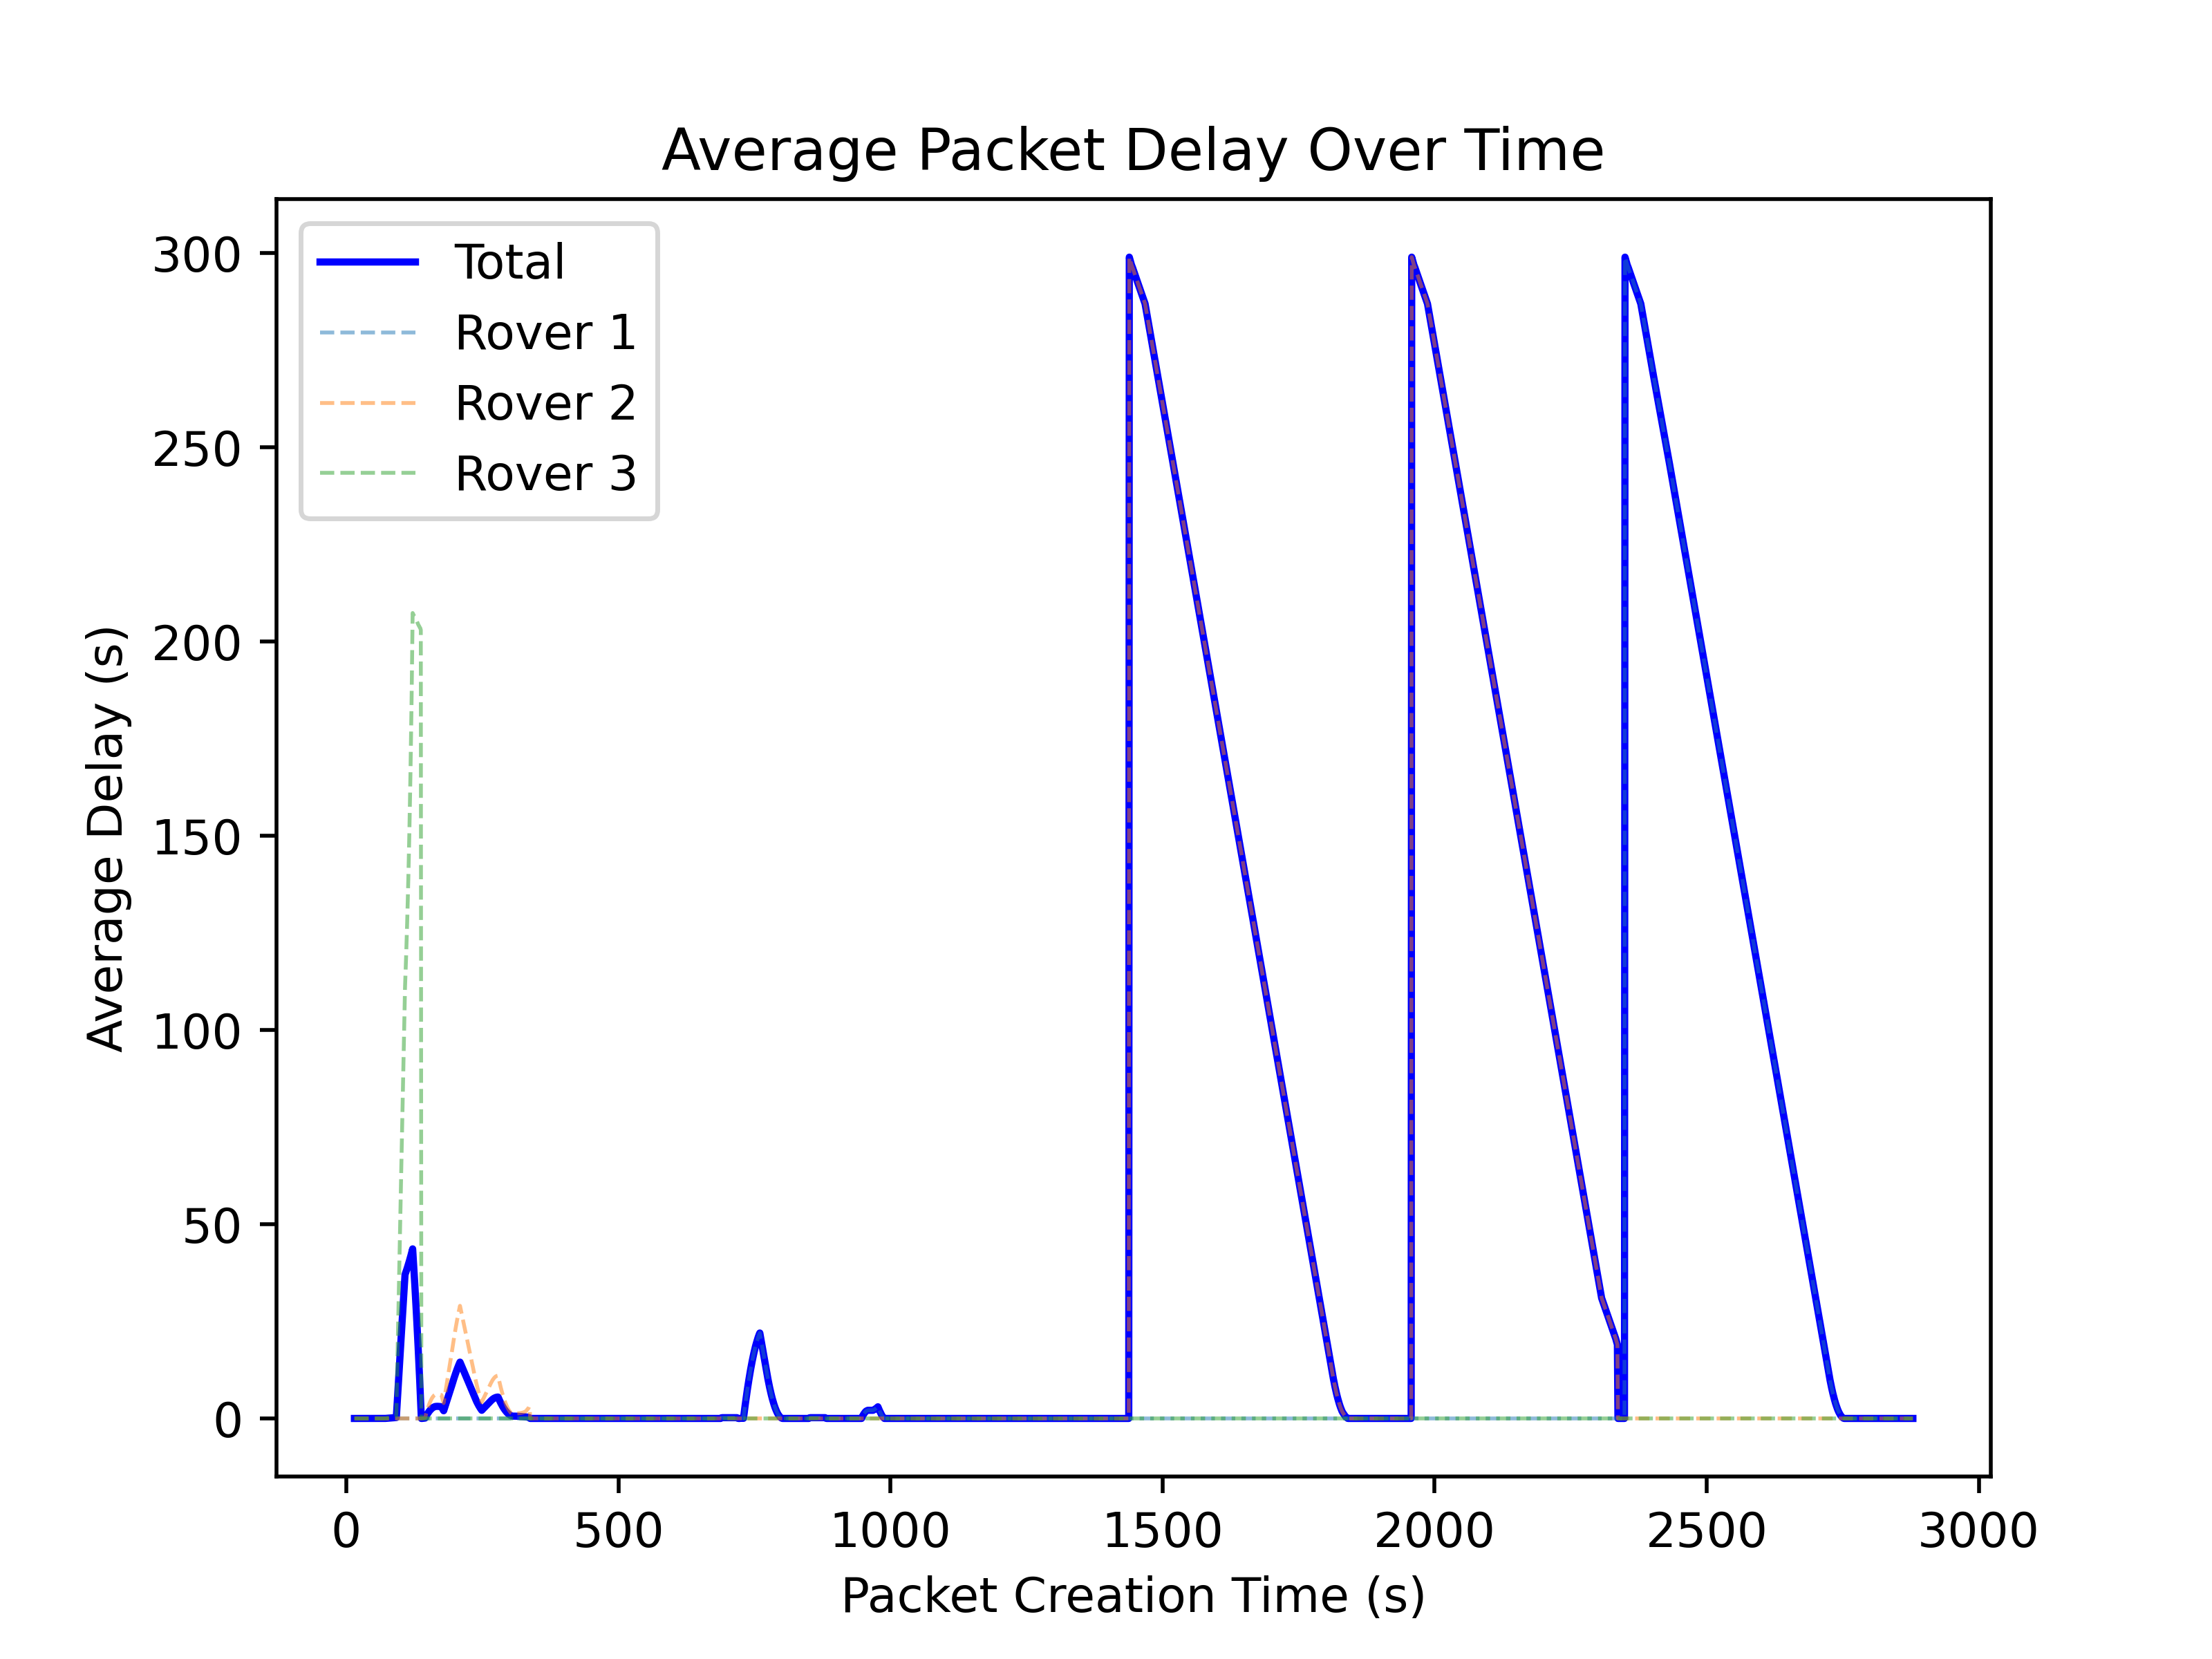 Average Packet Delay Over Time
Total
Rover 1
Rover 2
Rover 3
300
250
200
150
100
50
0
Average Delay (s)
0 500 1000 1500 2000 2500 3000
Packet Creation Time (s)